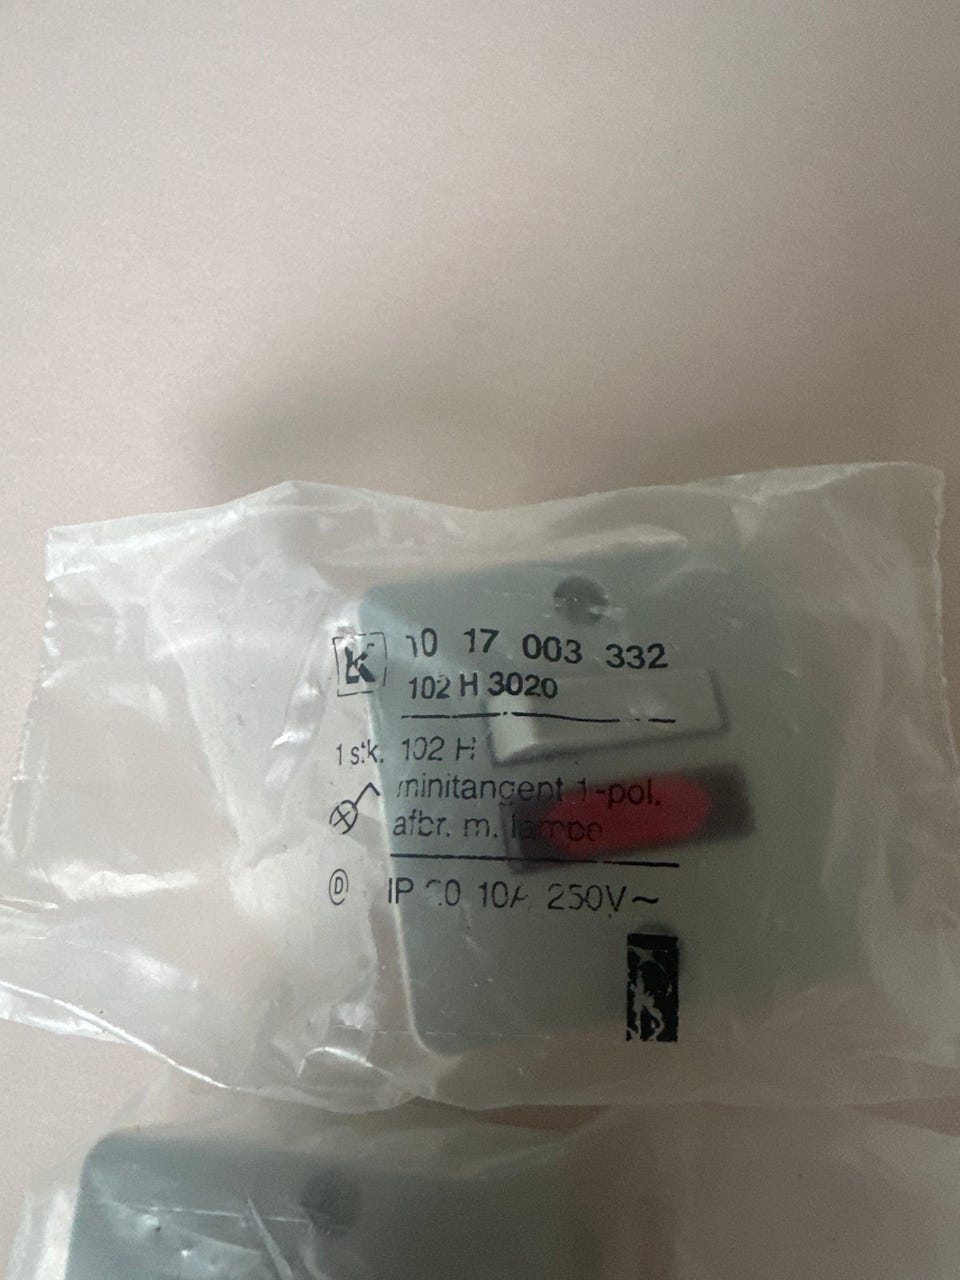 K 10 17 003 332
102 H 3020
1 stk. 102 H
minitangent 1-pol.
afbr. m. lampe
D IP 20 10A 250V~